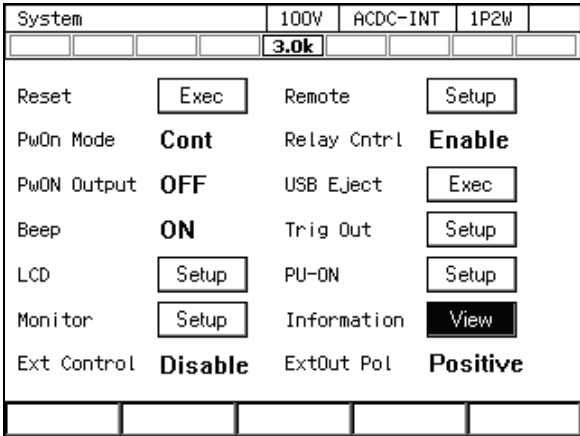 System 100V ACDC-INT 1P2W
3.0k
Reset Exec Remote Setup
PwOn Mode Cont Relay Cntrl Enable
PwON Output OFF USB Eject Exec
Beep ON Trig Out Setup
LCD Setup PU-ON Setup
Monitor Setup Information View
Ext Control Disable ExtOut Pol Positive